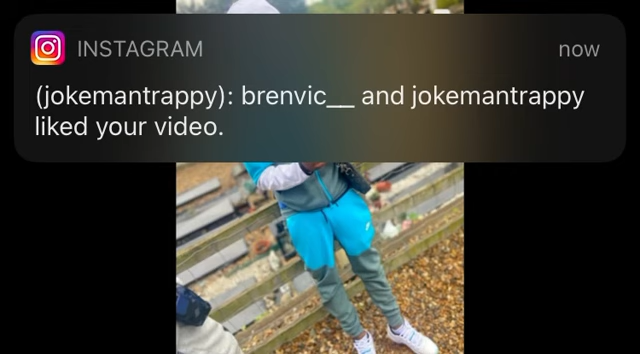 INSTAGRAM
now
(jokemantrappy): brenvic__ and jokemantrappy
liked your video.